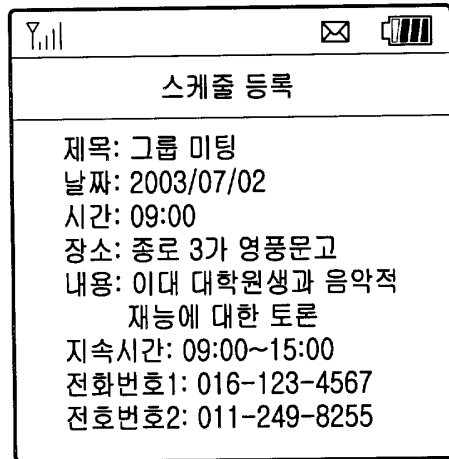 스케줄 등록
제목: 그룹 미팅
날짜: 2003/07/02
시간: 09:00
장소: 종로 3가 영풍문고
내용: 이대 대학원생과 음악적
재능에 대한 토론
지속시간: 09:00~15:00
전화번호1: 016-123-4567
전호번호2: 011-249-8255